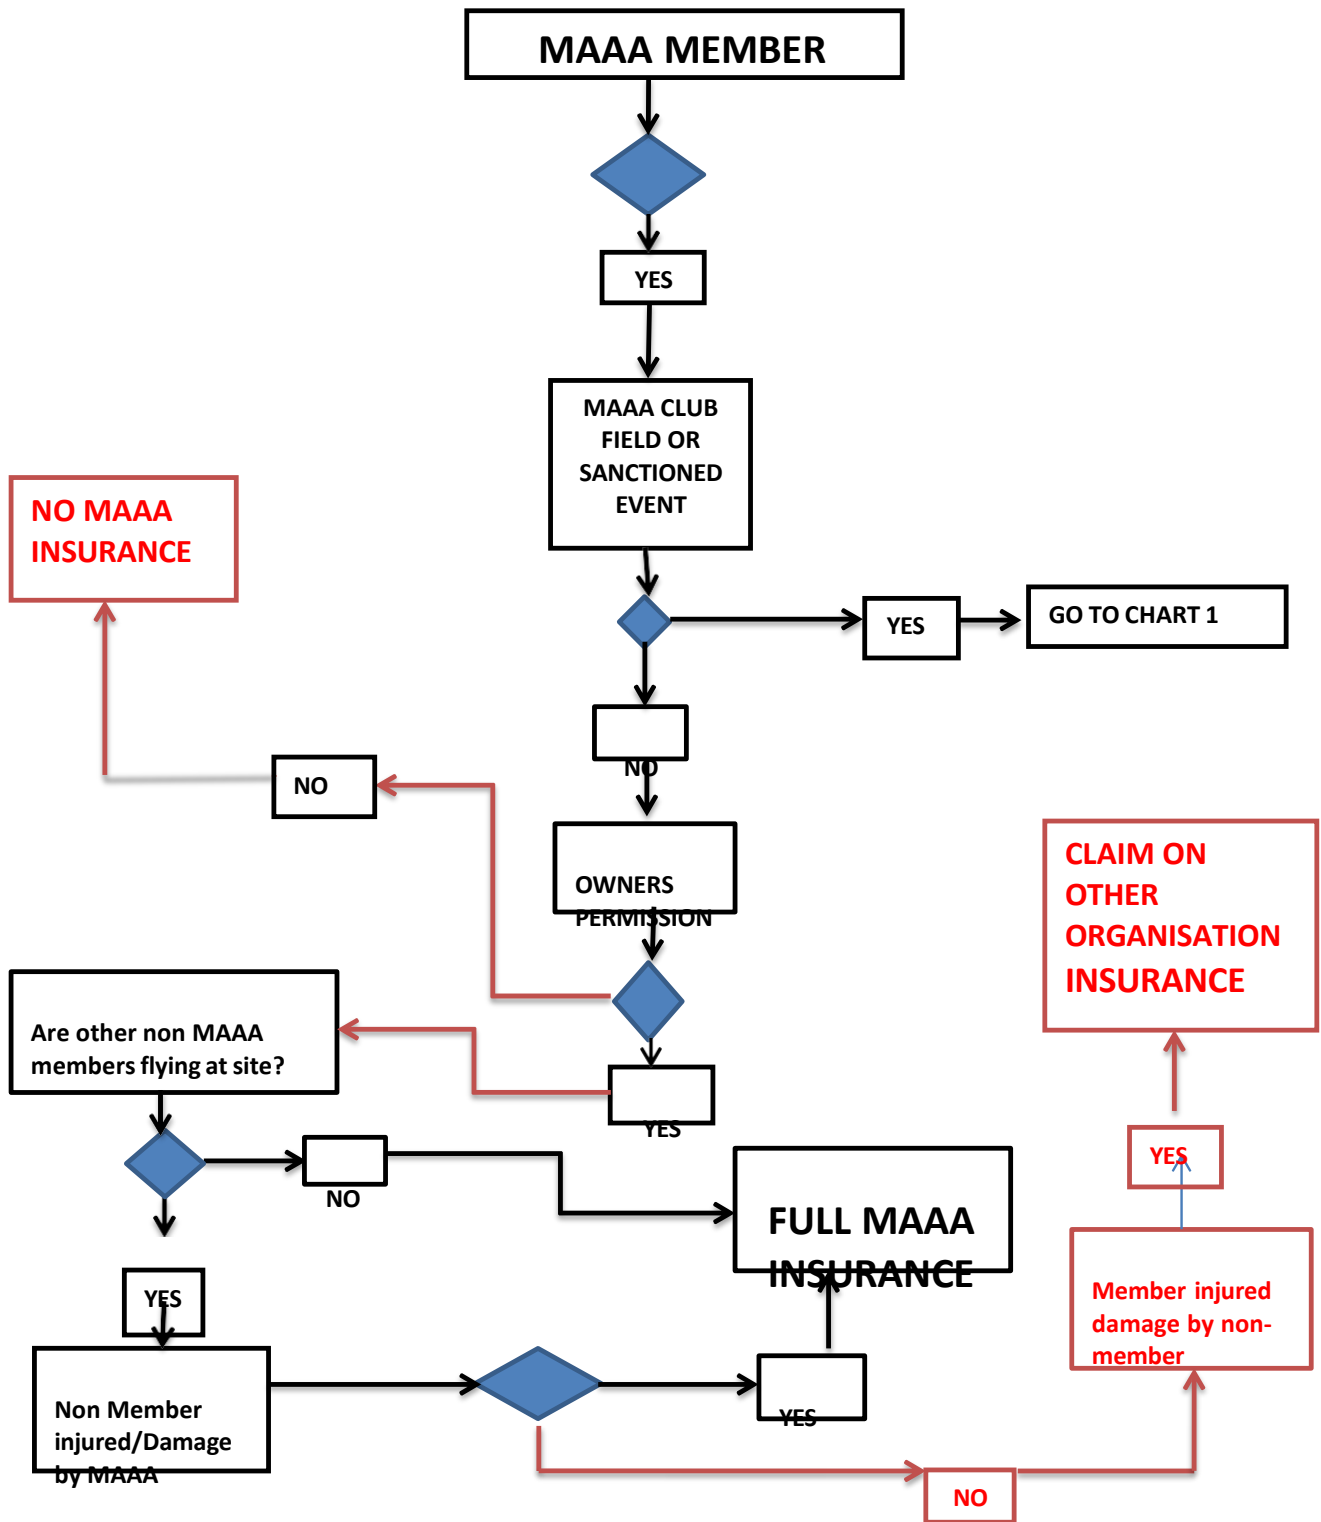 MAAA MEMBER
YES
MAAA CLUB
FIELD OR
SANCTIONED
EVENT
NO MAAA
INSURANCE
YES
GO TO CHART 1
NO
NO
OWNERS
PERMISSION
CLAIM ON
OTHER
ORGANISATION
INSURANCE
Are other non MAAA
members flying at site?
YES
NO
YES
FULL MAAA
INSURANCE
YES
Member injured
damage by non-
member
Non Member
injured/Damage
by MAAA
YES
NO